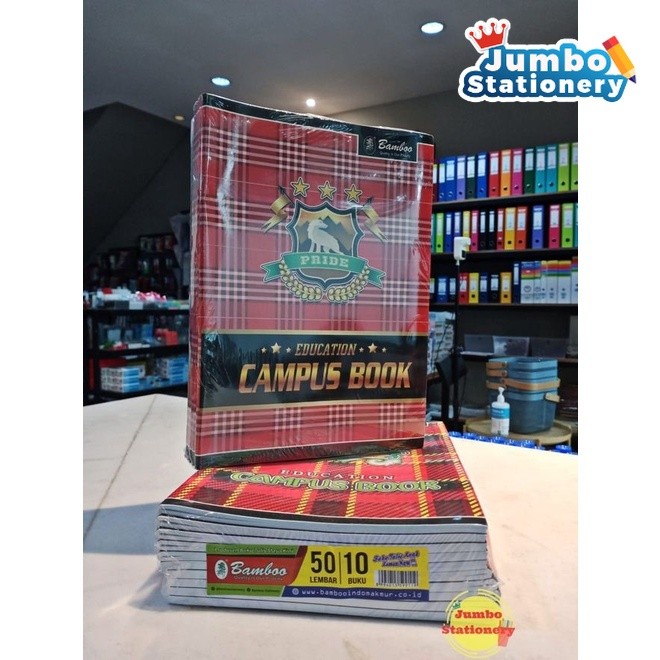 Jumbo
Stationery
Bamboo
PRIDE
EDUCATION
CAMPUS BOOK
EDUCATION
CAMPUS BOOK
Bamboo
50
LEMBAR
10
BUKU
www.bambooindomakmur.co-id
Jumbo
Stationery